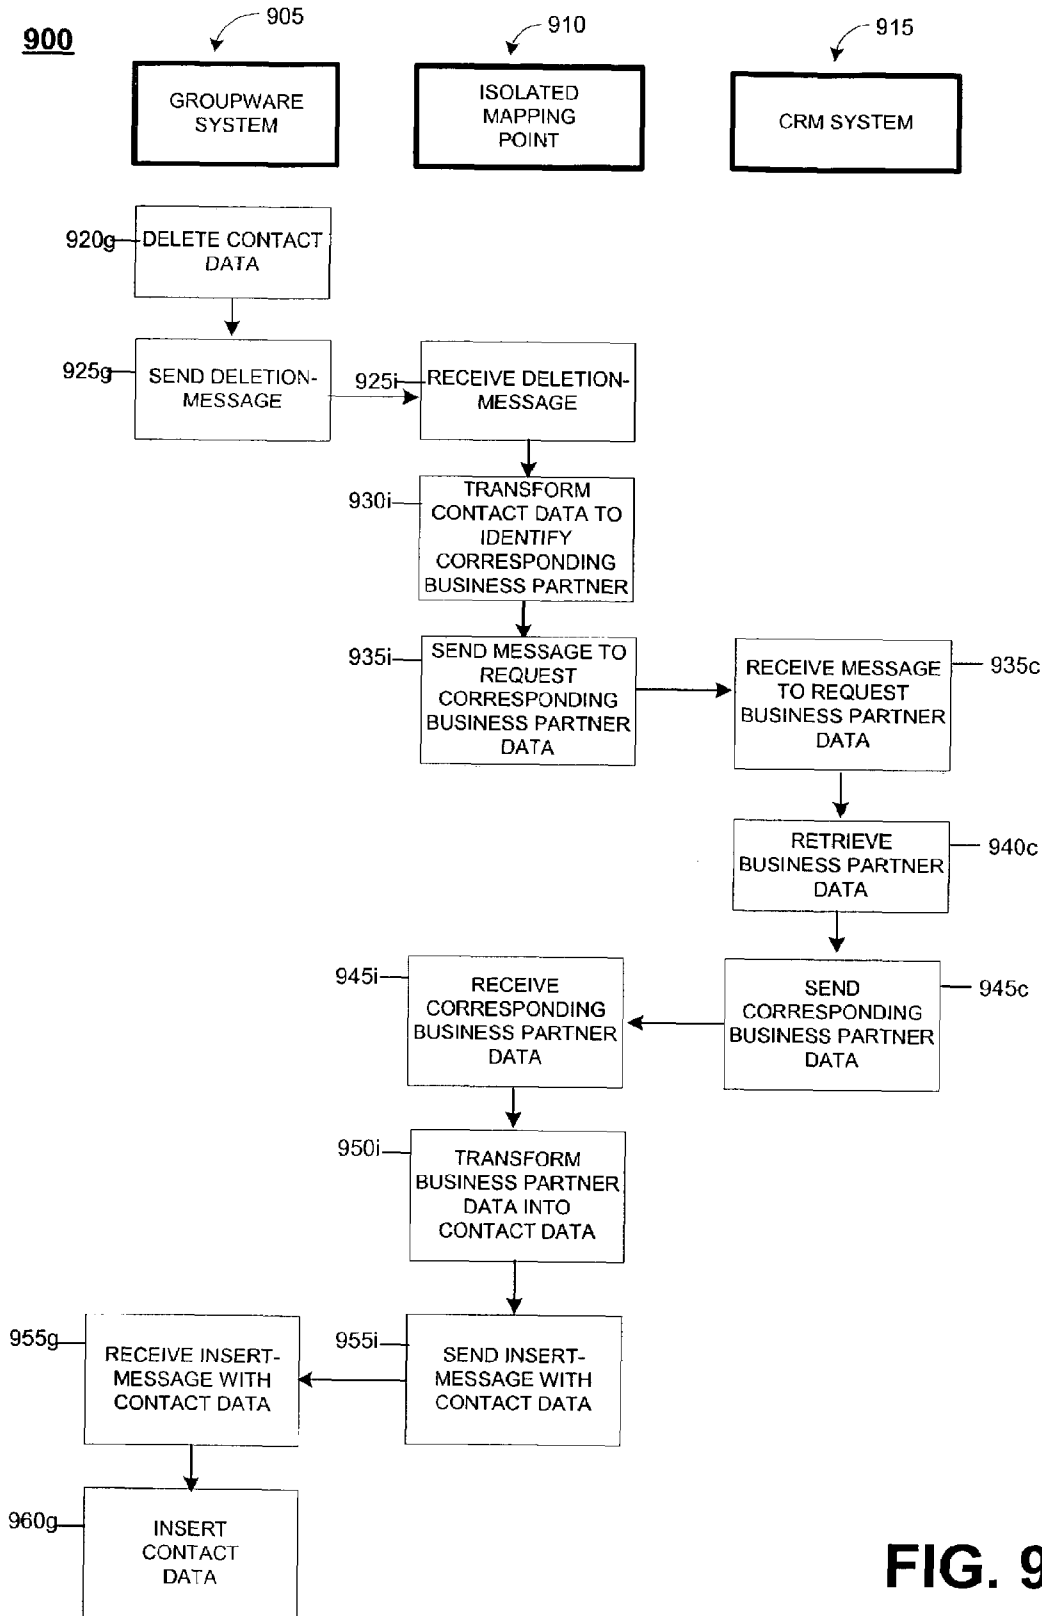 900
905
910
915
GROUPWARE
SYSTEM
ISOLATED
MAPPING
POINT
CRM SYSTEM
920g
DELETE CONTACT
DATA
925g
SEND DELETION-
MESSAGE
925i
RECEIVE DELETION-
MESSAGE
930i
TRANSFORM
CONTACT DATA TO
IDENTIFY
CORRESPONDING
BUSINESS PARTNER
935i
SEND MESSAGE TO
REQUEST
CORRESPONDING
BUSINESS PARTNER
DATA
RECEIVE MESSAGE
TO REQUEST
BUSINESS PARTNER
DATA
935c
RETRIEVE
BUSINESS PARTNER
DATA
940c
945i
RECEIVE
CORRESPONDING
BUSINESS PARTNER
DATA
SEND
CORRESPONDING
BUSINESS PARTNER
DATA
945c
950i
TRANSFORM
BUSINESS PARTNER
DATA INTO
CONTACT DATA
955g
RECEIVE INSERT-
MESSAGE WITH
CONTACT DATA
955i
SEND INSERT-
MESSAGE WITH
CONTACT DATA
960g
INSERT
CONTACT
DATA
FIG. 9